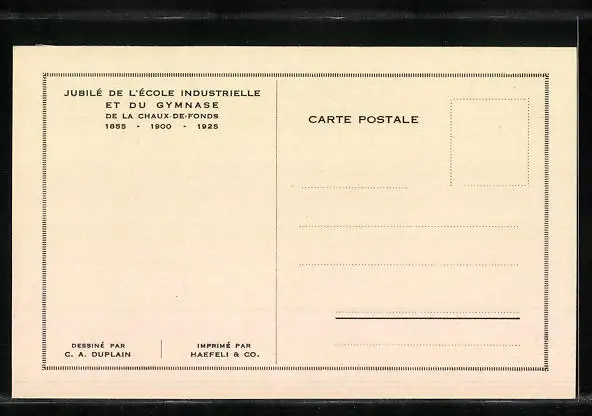 JUBILÉ DE L'ÉCOLE INDUSTRIELLE
ET DU GYMNASE
DE LA CHAUX-DE-FONDS
1855 - 1900 - 1925
CARTE POSTALE
DESSINÉ PAR
C. A. DUPLAIN
IMPRIMÉ PAR
HAEFELI & CO.